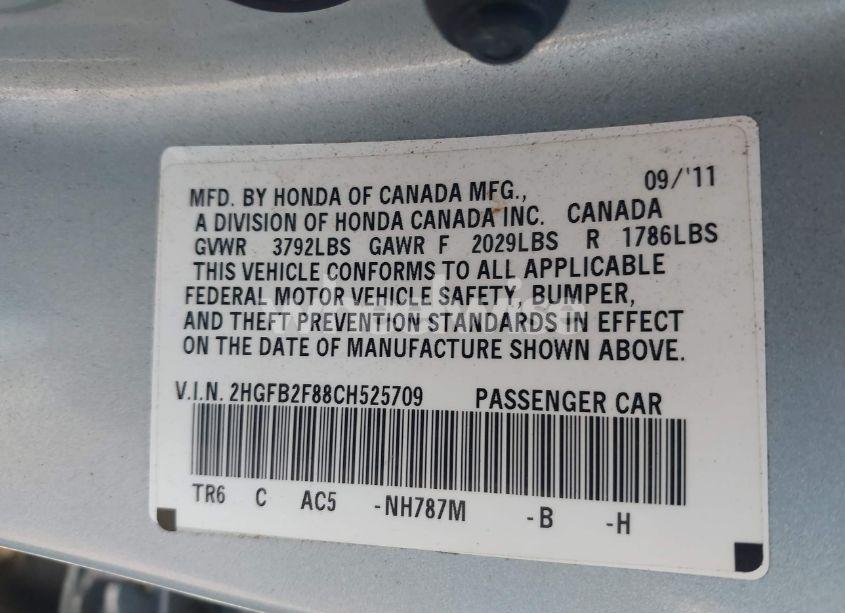 09/'11
MFD. BY HONDA OF CANADA MFG.,
A DIVISION OF HONDA CANADA INC. CANADA
GVWR 3792LBS GAWR F 2029LBS R 1786LBS
THIS VEHICLE CONFORMS TO ALL APPLICABLE
FEDERAL MOTOR VEHICLE SAFETY, BUMPER,
AND THEFT PREVENTION STANDARDS IN EFFECT
ON THE DATE OF MANUFACTURE SHOWN ABOVE.
V.I.N. 2HGFB2F88CH525709 PASSENGER CAR
TR6 C AC5 -NH787M -B -H